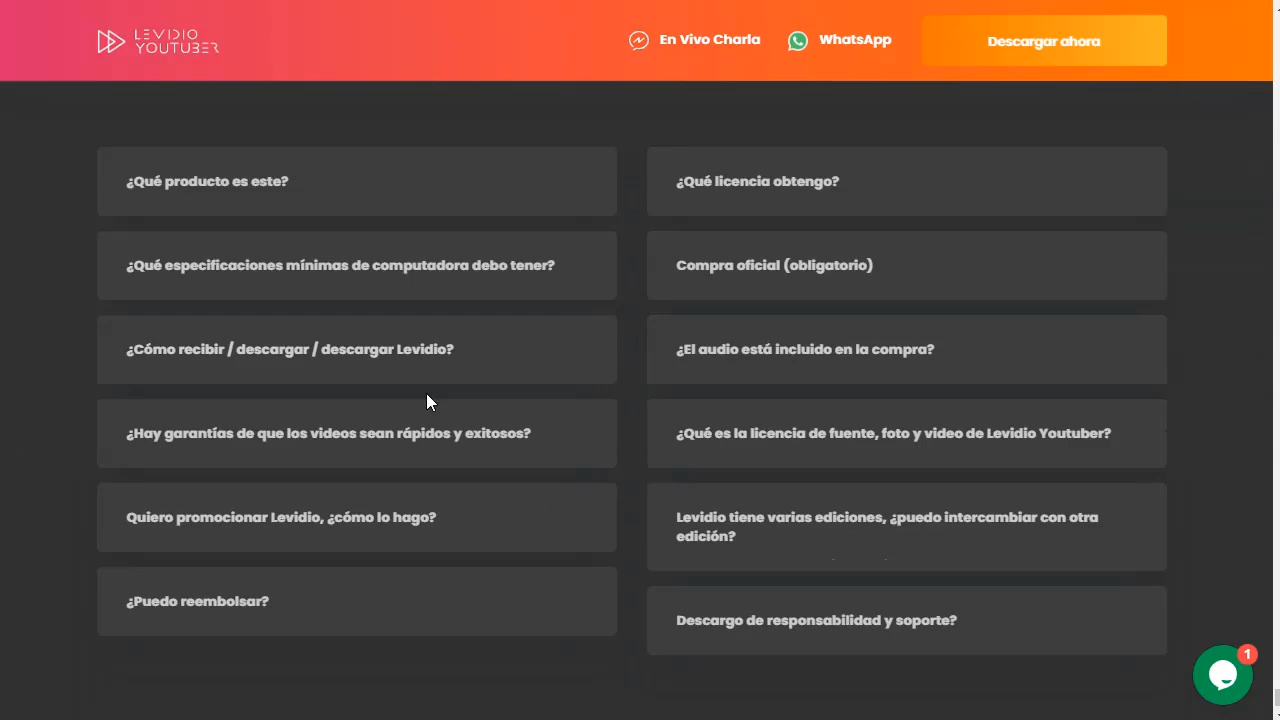 LEVIDIO
YOUTUBER
En Vivo Charla
WhatsApp
Descargar ahora
¿Qué producto es este?
¿Qué especificaciones mínimas de computadora debo tener?
¿Cómo recibir / descargar / descargar Levidio?
¿Hay garantías de que los videos sean rápidos y exitosos?
Quiero promocionar Levidio, ¿cómo lo hago?
¿Puedo reembolsar?
¿Qué licencia obtengo?
Compra oficial (obligatorio)
¿El audio está incluido en la compra?
¿Qué es la licencia de fuente, foto y video de Levidio Youtuber?
Levidio tiene varias ediciones, ¿puedo intercambiar con otra
edición?
Descargo de responsabilidad y soporte?
1